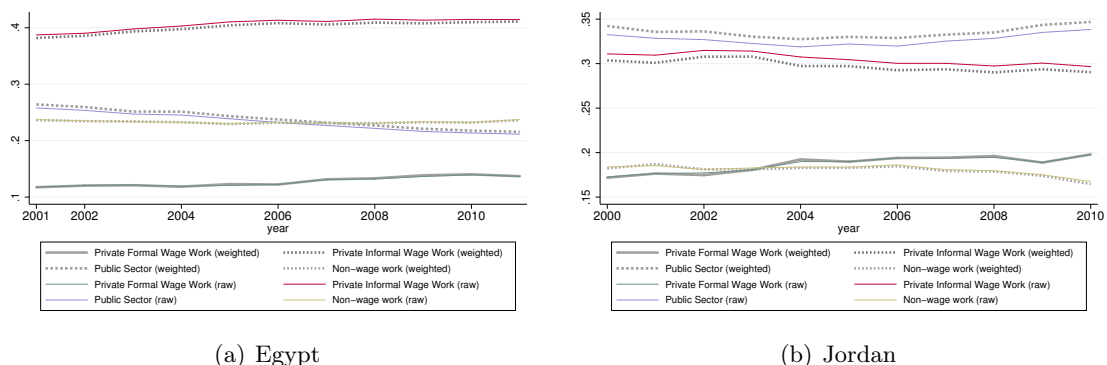 .4
.3
.2
.1
2001 2002 2004 2006 2008 2010
year
Private Formal Wage Work (weighted) Private Informal Wage Work (weighted)
Public Sector (weighted) Non-wage work (weighted)
Private Formal Wage Work (raw) Private Informal Wage Work (raw)
Public Sector (raw) Non-wage work (raw)
(a) Egypt
.35
.3
.25
.2
.15
2000 2002 2004 2006 2008 2010
year
Private Formal Wage Work (weighted) Private Informal Wage Work (weighted)
Public Sector (weighted) Non-wage work (weighted)
Private Formal Wage Work (raw) Private Informal Wage Work (raw)
Public Sector (raw) Non-wage work (raw)
(b) Jordan